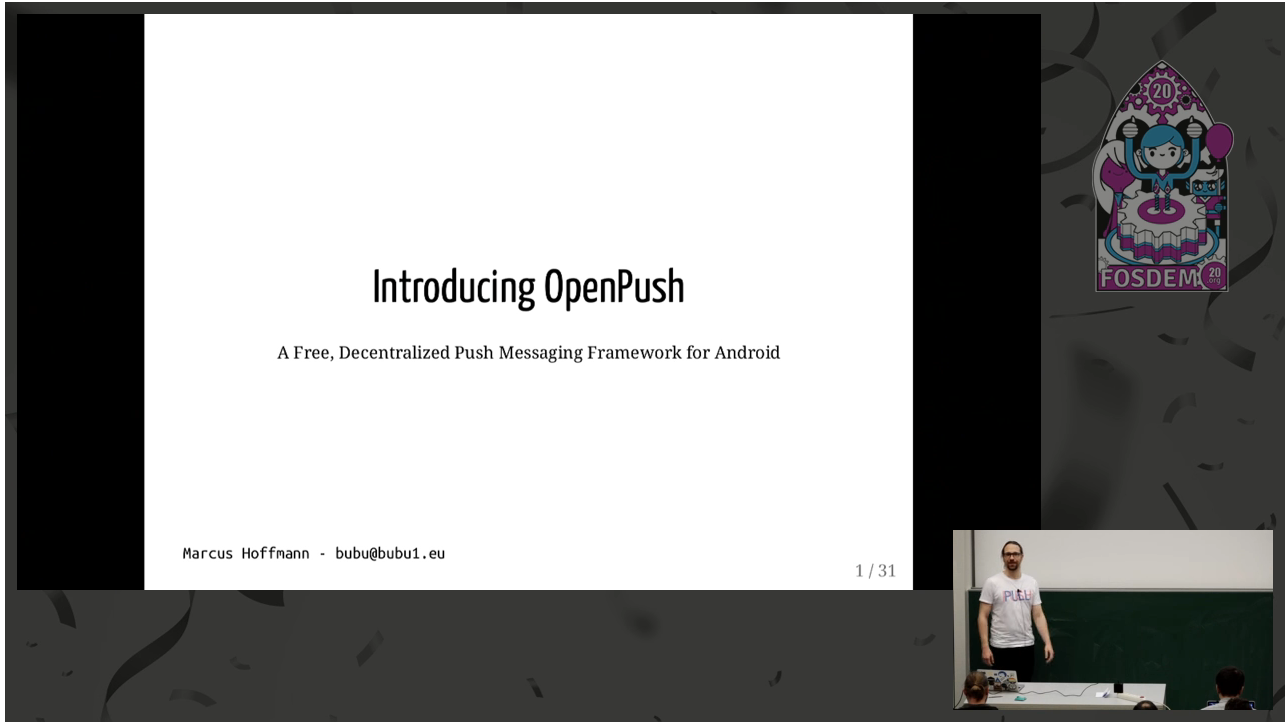 Introducing OpenPush
A Free, Decentralized Push Messaging Framework for Android
Marcus Hoffmann - bubu@bubu1.eu
1 / 31
20
FOSDEM
20
.org
PUSH